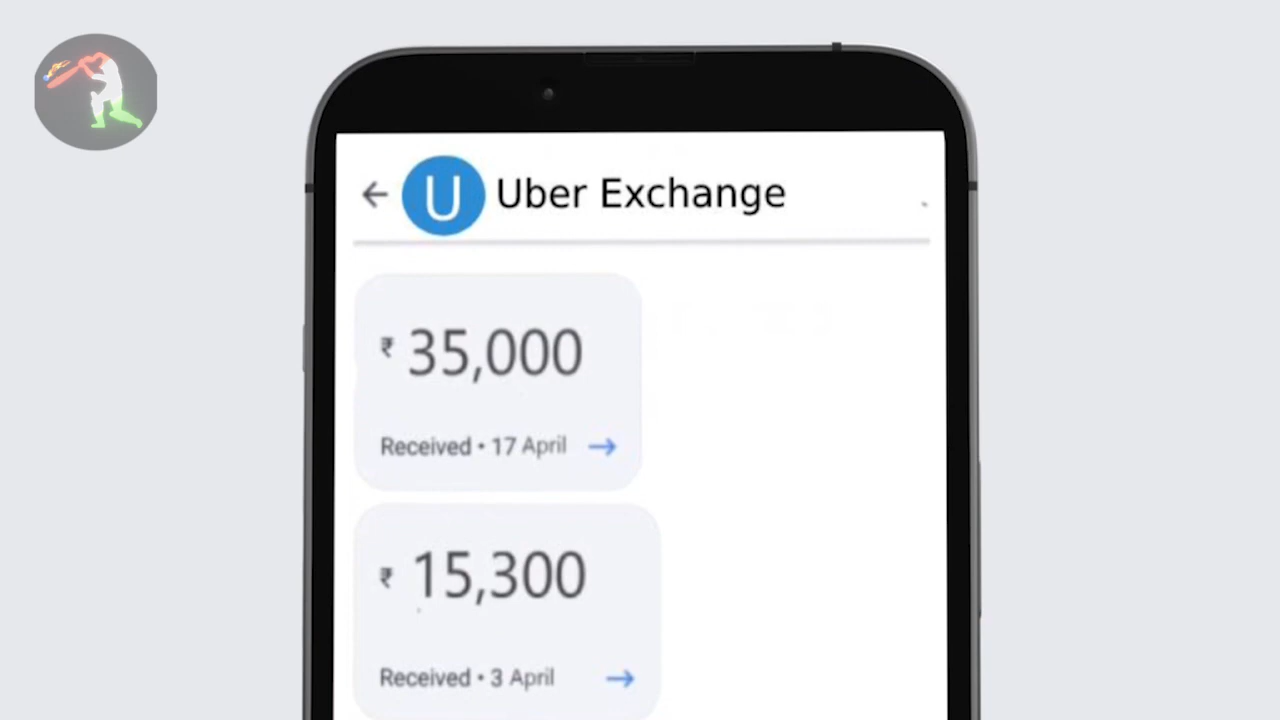 U Uber Exchange
₹ 35,000
Received • 17 April →
₹ 15,300
Received • 3 April →